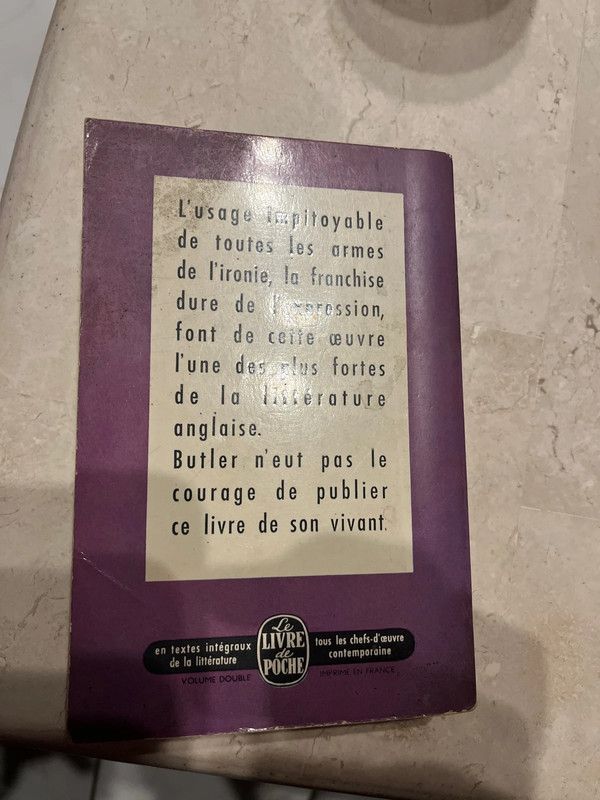 L'usage impitoyable
de toutes les armes
de l'ironie, la franchise
dure de l'expression,
font de cette œuvre
l'une des plus fortes
de la littérature
anglaise.
Butler n'eut pas le
courage de publier
ce livre de son vivant.
en textes intégraux
de la littérature
Le
LIVRE
de
POCHE
tous les chefs-d'œuvre
contemporaine
VOLUME DOUBLE
IMPRIMÉ EN FRANCE